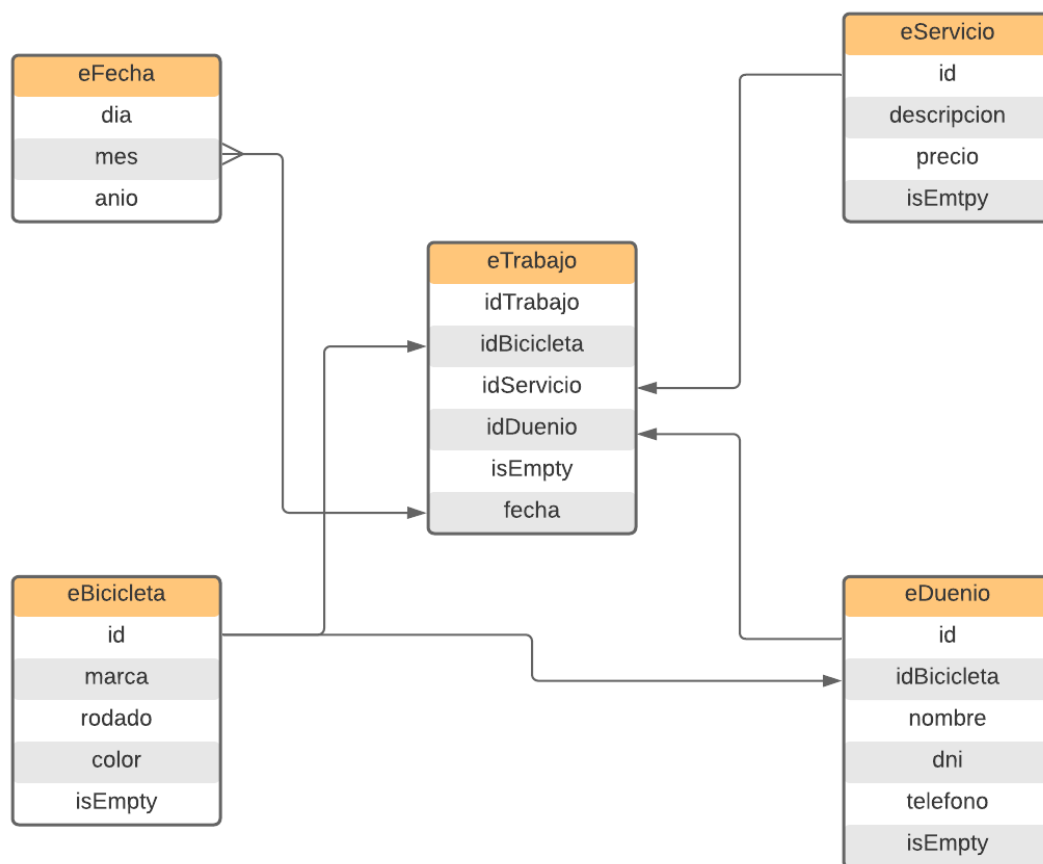 eFecha
dia
mes
anio
eServicio
id
descripcion
precio
isEmtpy
eTrabajo
idTrabajo
idBicicleta
idServicio
idDuenio
isEmpty
fecha
eBicicleta
id
marca
rodado
color
isEmpty
eDuenio
id
idBicicleta
nombre
dni
telefono
isEmpty